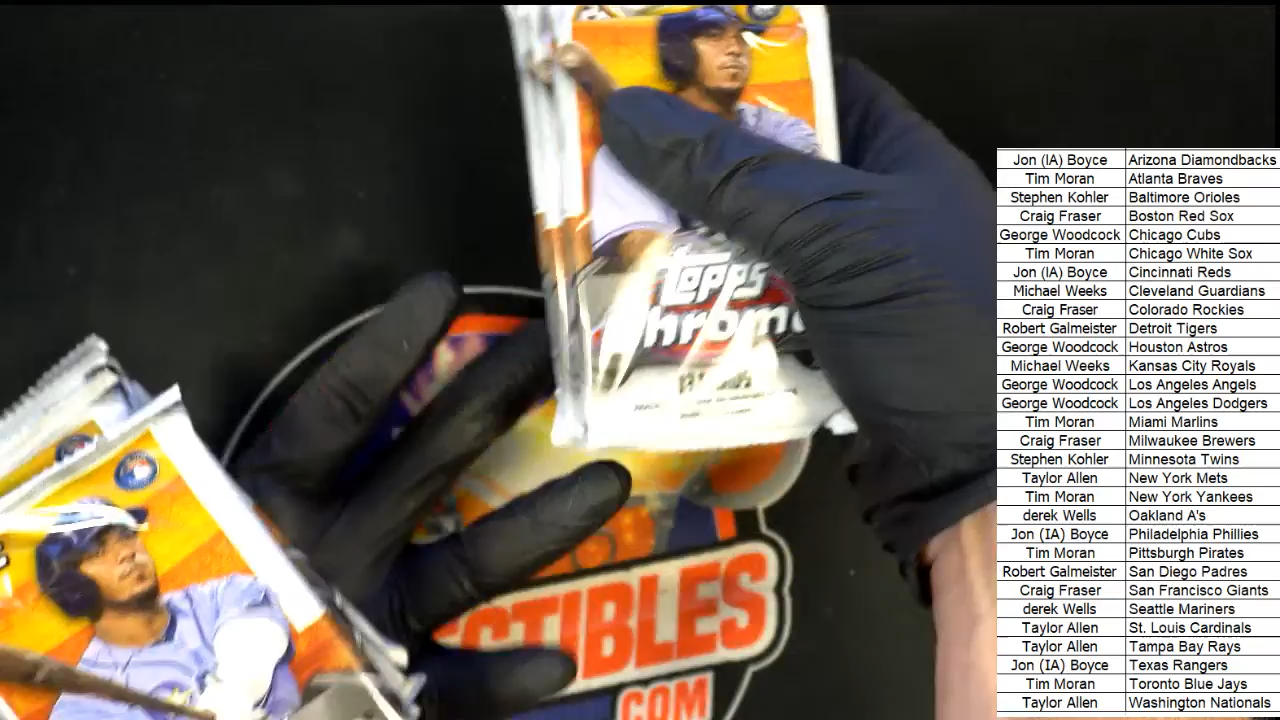 Topps
Chrome
CTIBLES
.COM
Jon (IA) Boyce Arizona Diamondbacks
Tim Moran Atlanta Braves
Stephen Kohler Baltimore Orioles
Craig Fraser Boston Red Sox
George Woodcock Chicago Cubs
Tim Moran Chicago White Sox
Jon (IA) Boyce Cincinnati Reds
Michael Weeks Cleveland Guardians
Craig Fraser Colorado Rockies
Robert Galmeister Detroit Tigers
George Woodcock Houston Astros
Michael Weeks Kansas City Royals
George Woodcock Los Angeles Angels
George Woodcock Los Angeles Dodgers
Tim Moran Miami Marlins
Craig Fraser Milwaukee Brewers
Stephen Kohler Minnesota Twins
Taylor Allen New York Mets
Tim Moran New York Yankees
derek Wells Oakland A's
Jon (IA) Boyce Philadelphia Phillies
Tim Moran Pittsburgh Pirates
Robert Galmeister San Diego Padres
Craig Fraser San Francisco Giants
derek Wells Seattle Mariners
Taylor Allen St. Louis Cardinals
Taylor Allen Tampa Bay Rays
Jon (IA) Boyce Texas Rangers
Tim Moran Toronto Blue Jays
Taylor Allen Washington Nationals